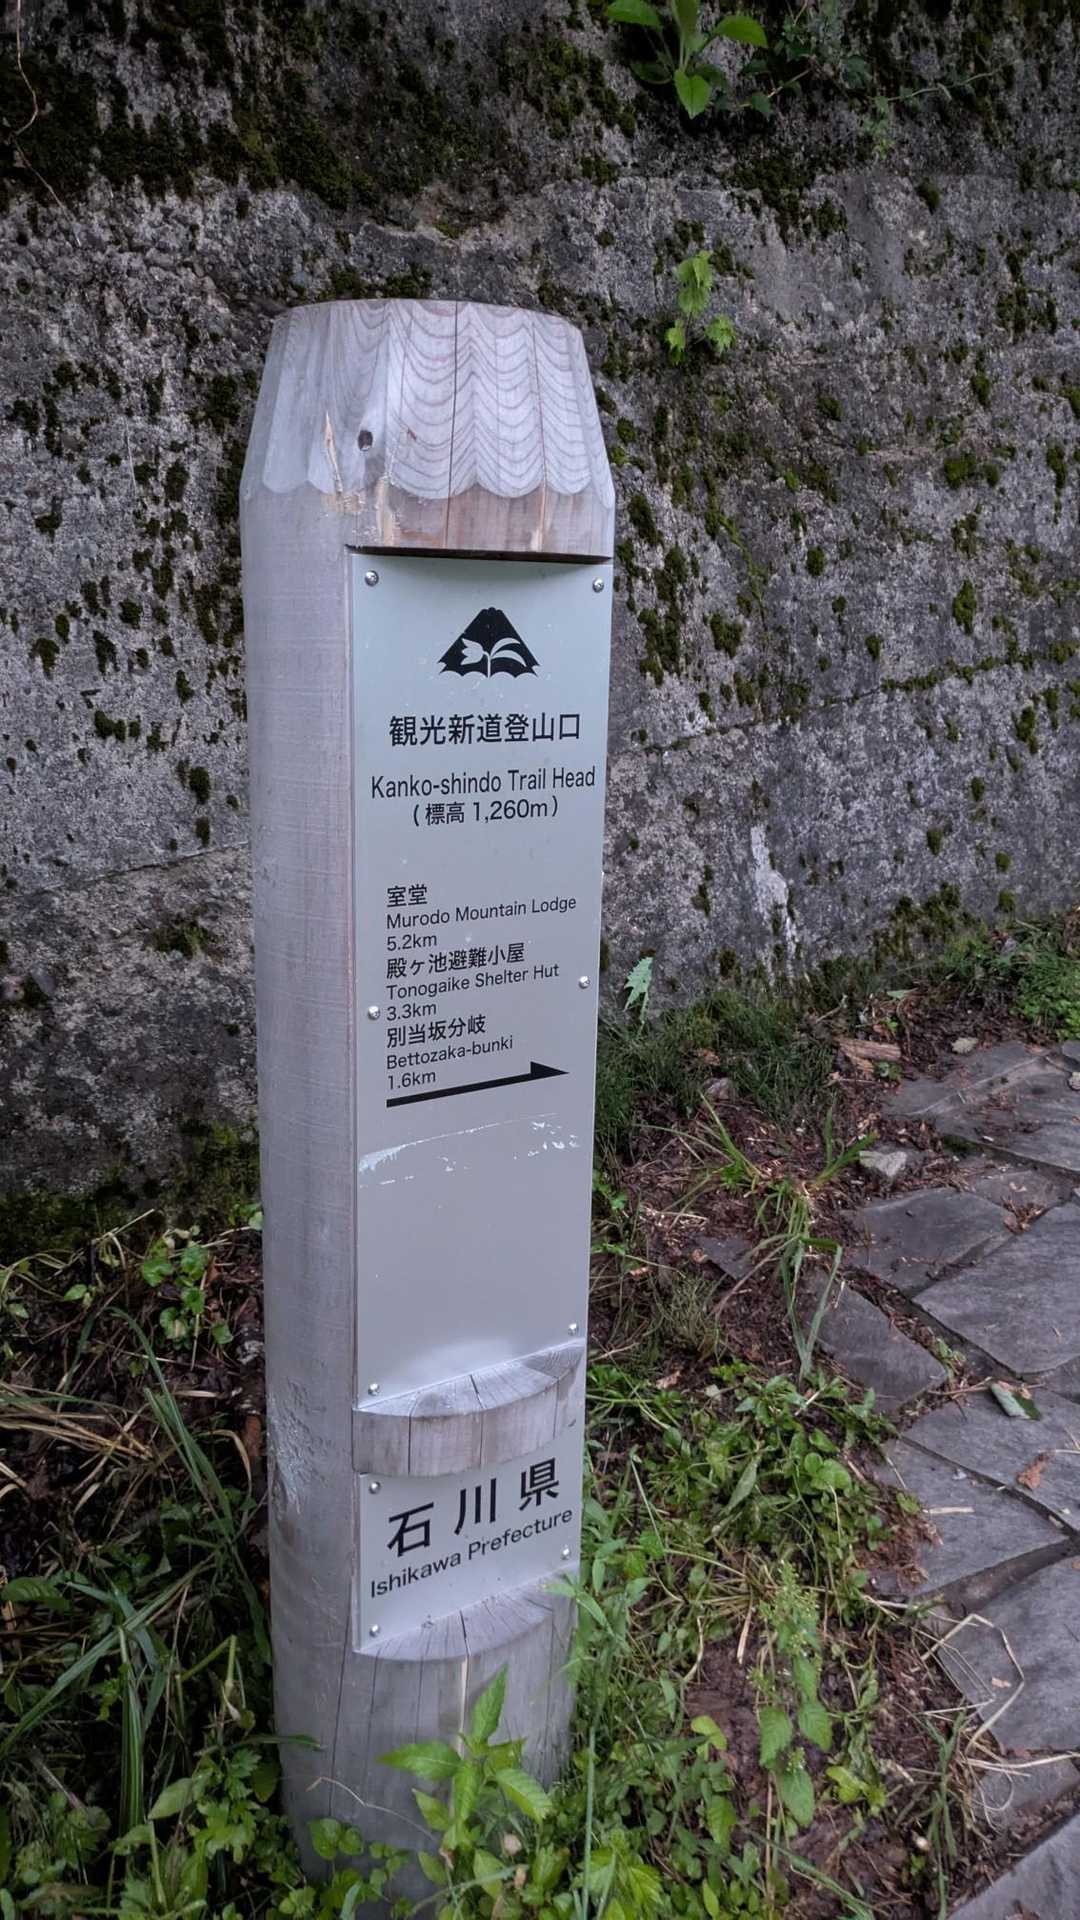 観光新道登山口
Kanko-shindo Trail Head
(標高1,260m)
室堂
Murodo Mountain Lodge
5.2km
殿ヶ池避難小屋
Tonogaike Shelter Hut
3.3km
別当坂分岐
Bettozaka-bunki
1.6km
石川県
Ishikawa Prefecture